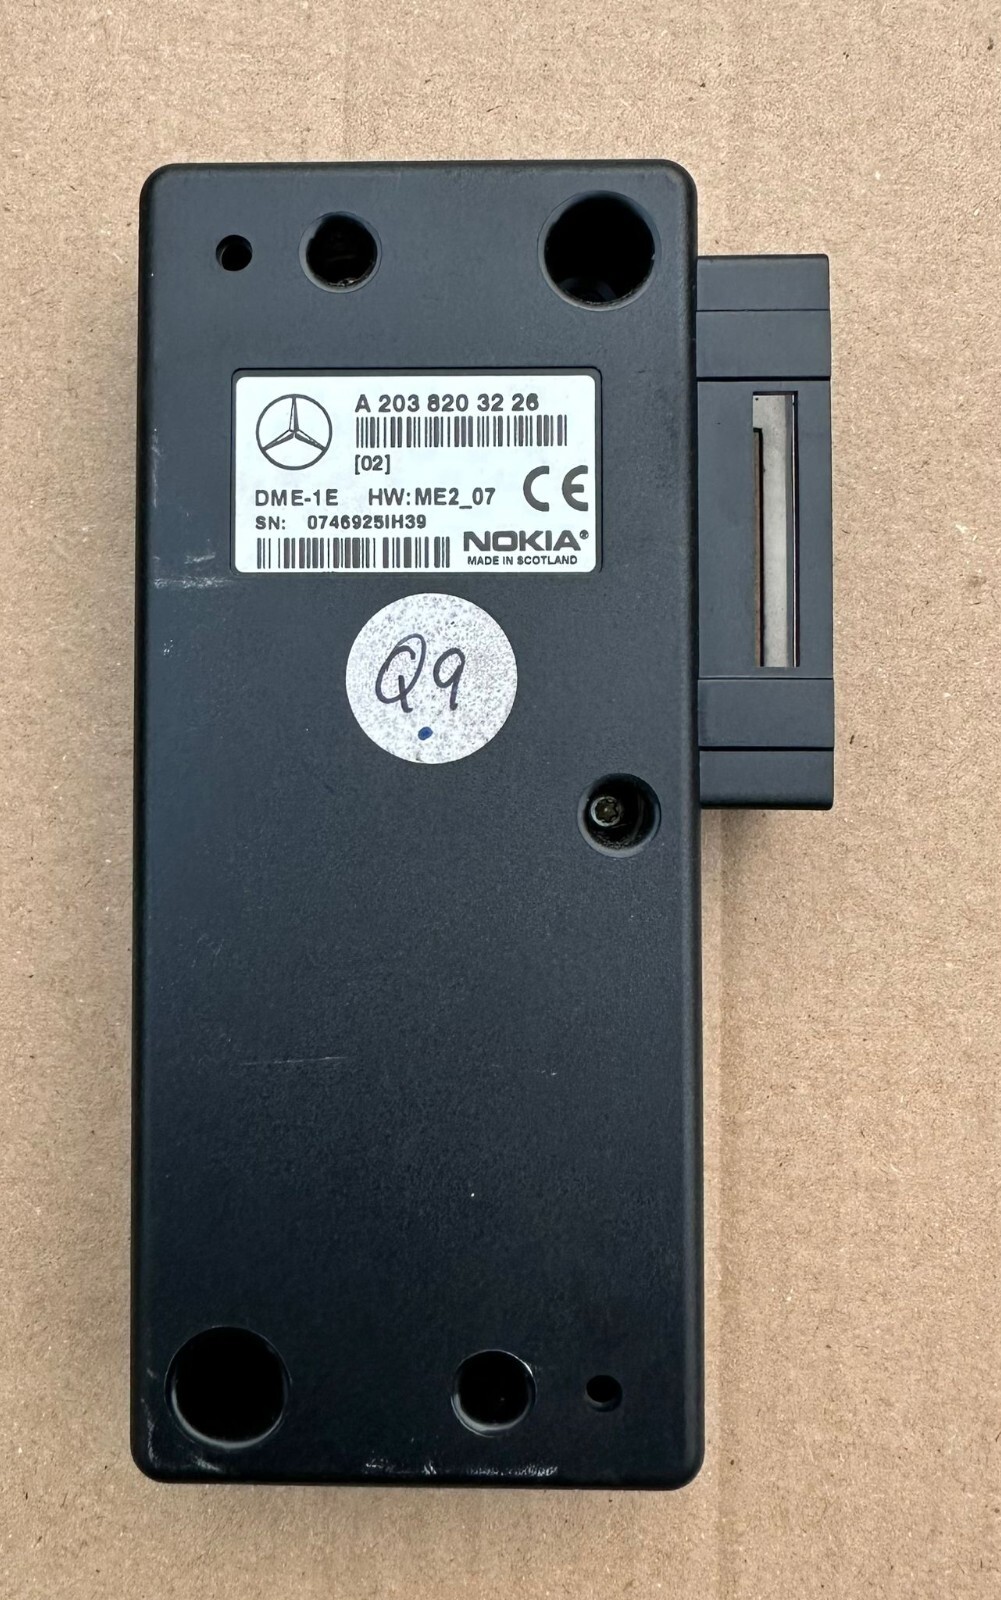 A 203 820 32 26
[02]
DME-1E HW:ME2_07 CE
SN: 0746925IH39
NOKIA®
MADE IN SCOTLAND
Q9